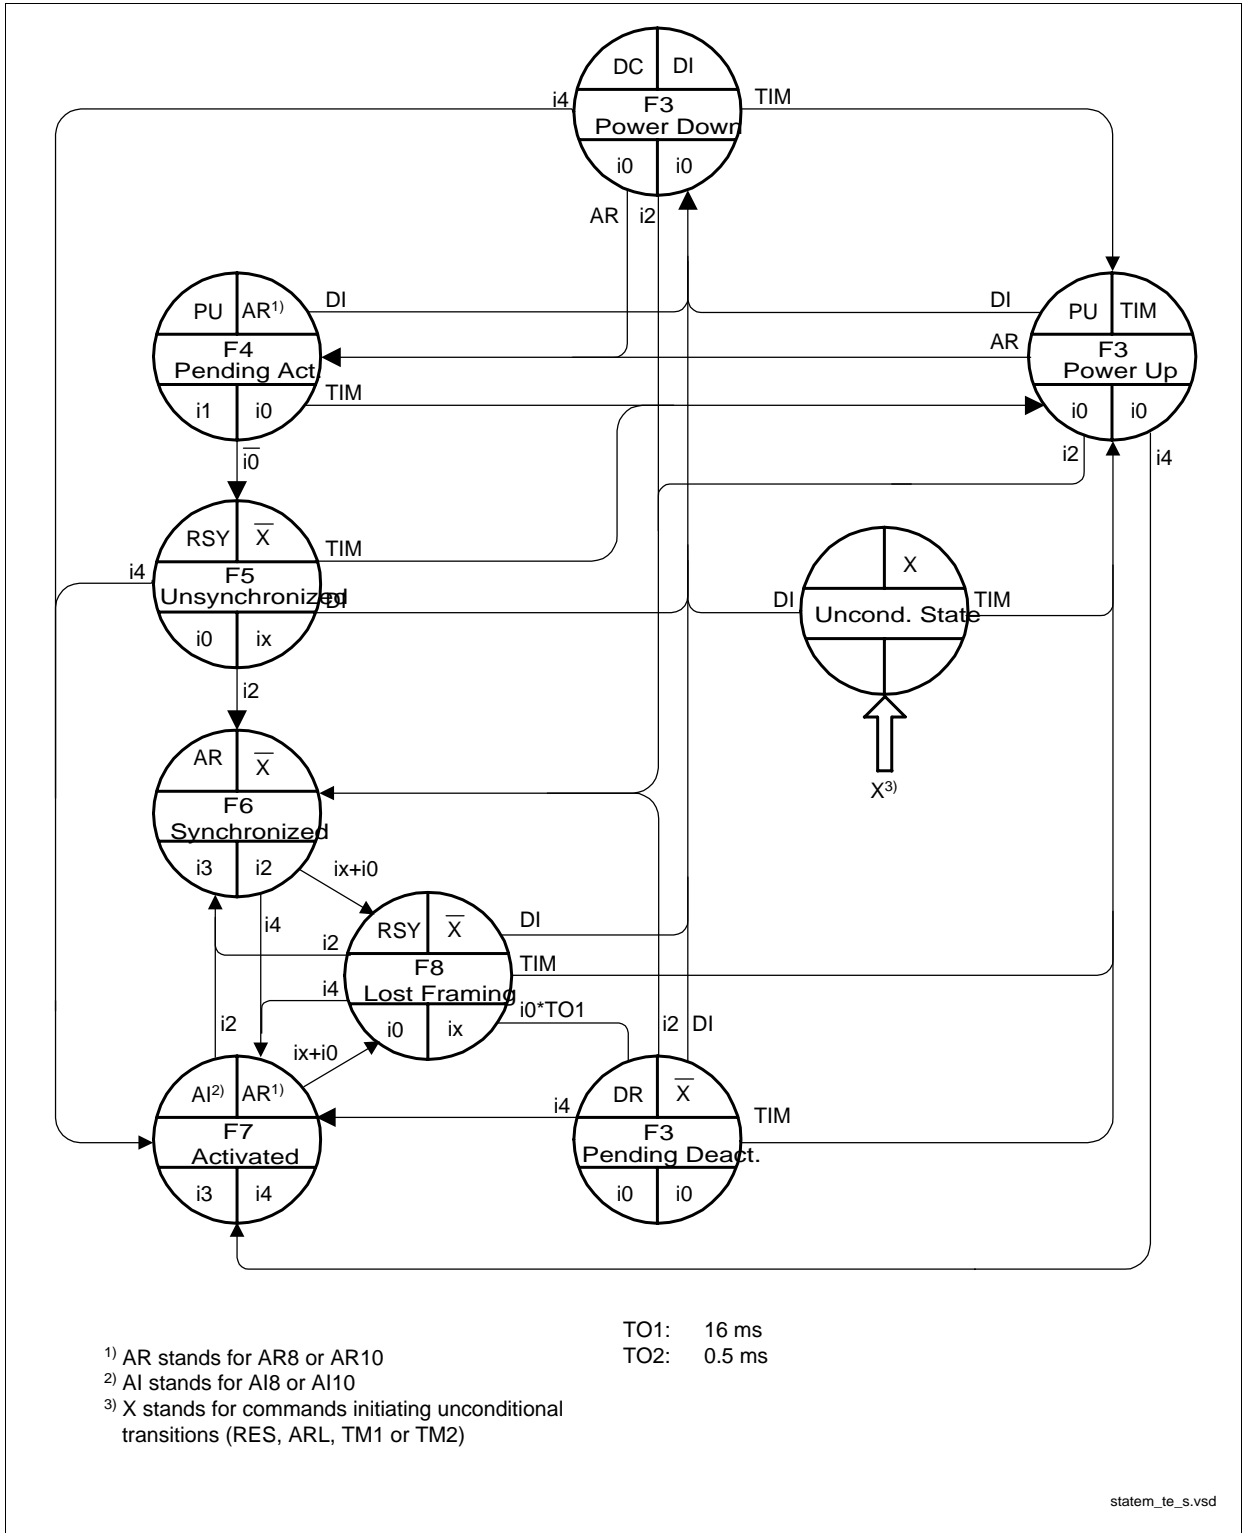 DC DI
F3
Power Down
i0 i0
i4
TIM
AR i2
PU AR1)
F4
Pending Act.
i1 i0
DI
TIM
DI
AR
PU TIM
F3
Power Up
i0 i0
i2
i4
i0
RSY X
F5
Unsynchronized
i0 ix
i4
TIM
DI
X
Uncond. State
DI
TIM
X3)
i2
AR X
F6
Synchronized
i3 i2
ix+i0
i4
RSY X
F8
Lost Framing
i0 ix
i2
i4
DI
TIM
i0*TO1
i2
ix+i0
i2 DI
AI2) AR1)
F7
Activated
i3 i4
i4
DR X
F3
Pending Deact.
i0 i0
TIM
TO1: 16 ms
TO2: 0.5 ms
1) AR stands for AR8 or AR10
2) AI stands for AI8 or AI10
3) X stands for commands initiating unconditional
transitions (RES, ARL, TM1 or TM2)
statem_te_s.vsd